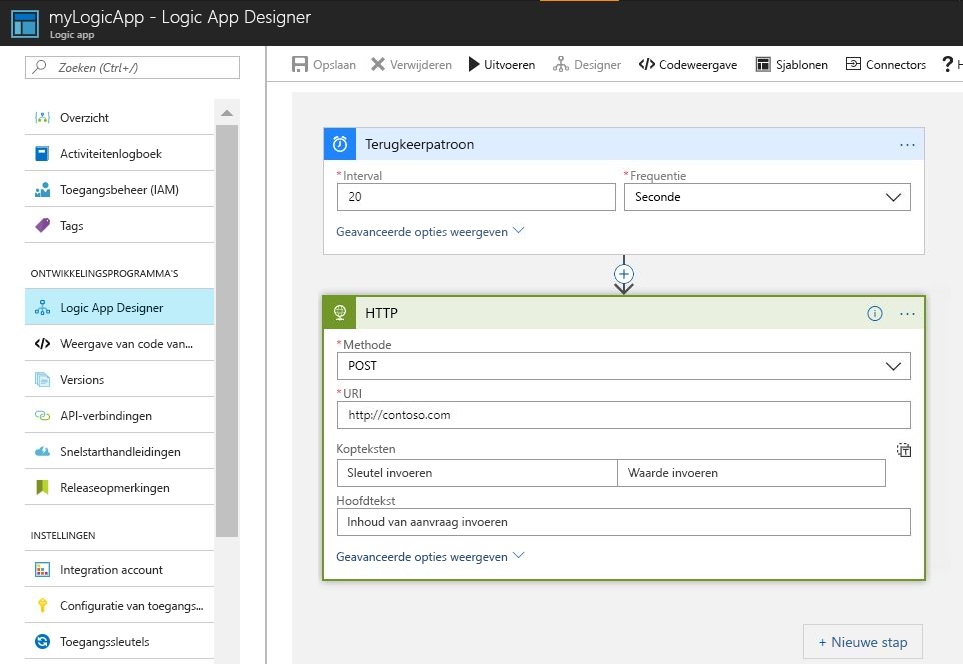 myLogicApp - Logic App Designer
Logic app
Zoeken (Ctrl+/)
Overzicht
Activiteitenlogboek
Toegangsbeheer (IAM)
Tags
ONTWIKKELINGSPROGRAMMA'S
Logic App Designer
Weergave van code van...
Versions
API-verbindingen
Snelstarthandleidingen
Releaseopmerkingen
INSTELLINGEN
Integration account
Configuratie van toegangs...
Toegangssleutels
Opslaan Verwijderen Uitvoeren Designer Codeweergave Sjablonen Connectors ? H
Terugkeerpatroon ...
*Interval *Frequentie
20 Seconde
Geavanceerde opties weergeven
HTTP ...
*Methode
POST
*URI
http://contoso.com
Kopteksten
Sleutel invoeren Waarde invoeren
Hoofdtekst
Inhoud van aanvraag invoeren
Geavanceerde opties weergeven
+ Nieuwe stap